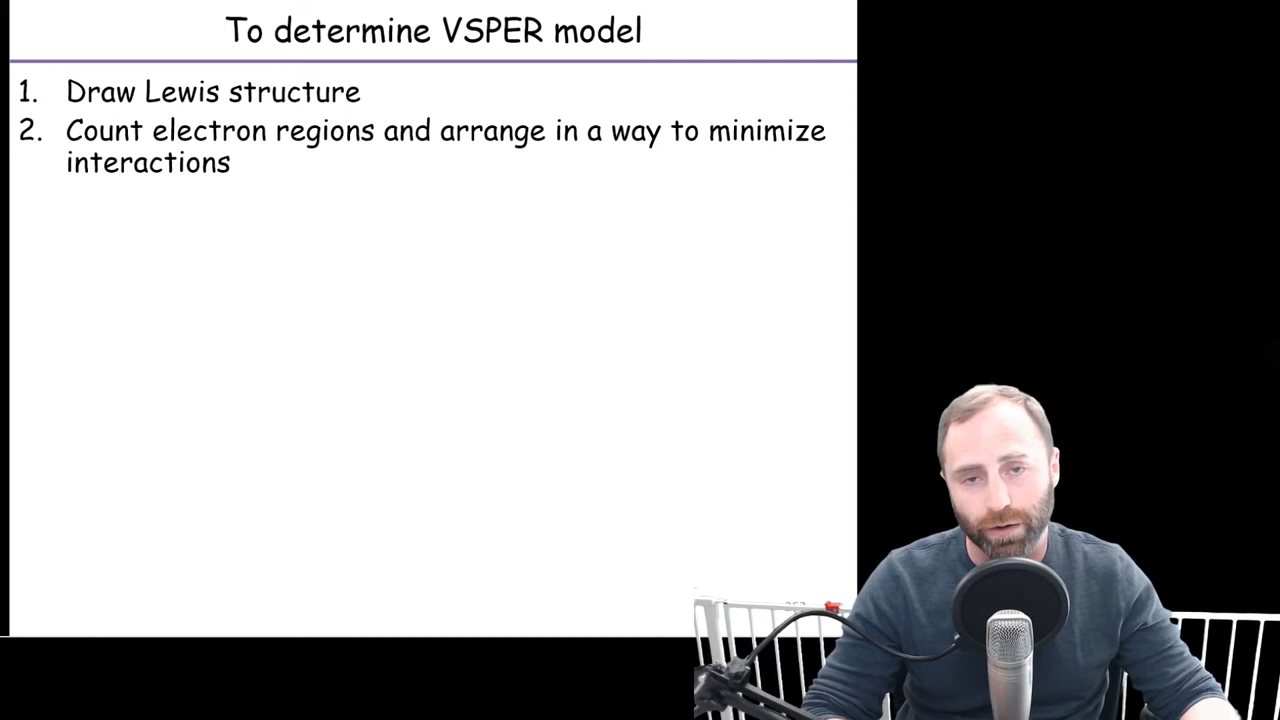 To determine VSPER model
1. Draw Lewis structure
2. Count electron regions and arrange in a way to minimize
interactions